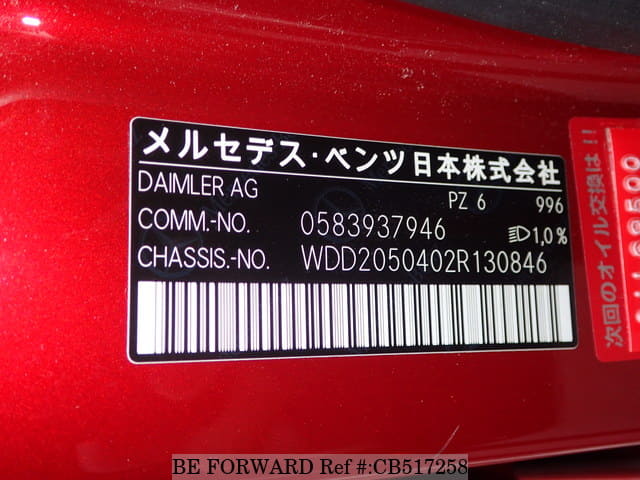 メルセデス・ベンツ日本株式会社
DAIMLER AG
PZ 6 996
COMM.-NO. 0583937946
1,0%
CHASSIS.-NO. WDD2050402R130846
次回のオイル交換は!!
BE FORWARD Ref #:CB517258